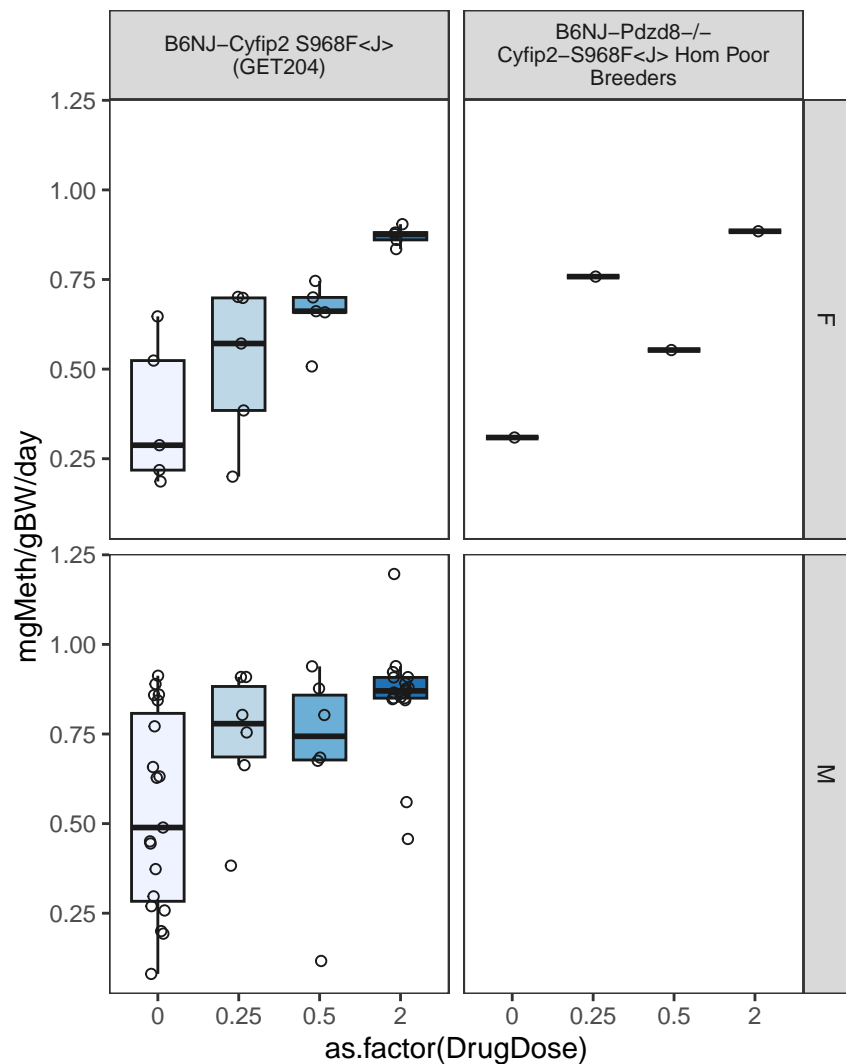 B6NJ−Cyfip2 S968F<J>
(GET204)
B6NJ−Pdzd8−/−
Cyfip2−S968F<J> Hom Poor
Breeders
1.25
1.00
0.75
0.50
0.25
F
1.25
1.00
0.75
0.50
0.25
M
mgMeth/gBW/day
0 0.25 0.5 2
0 0.25 0.5 2
as.factor(DrugDose)